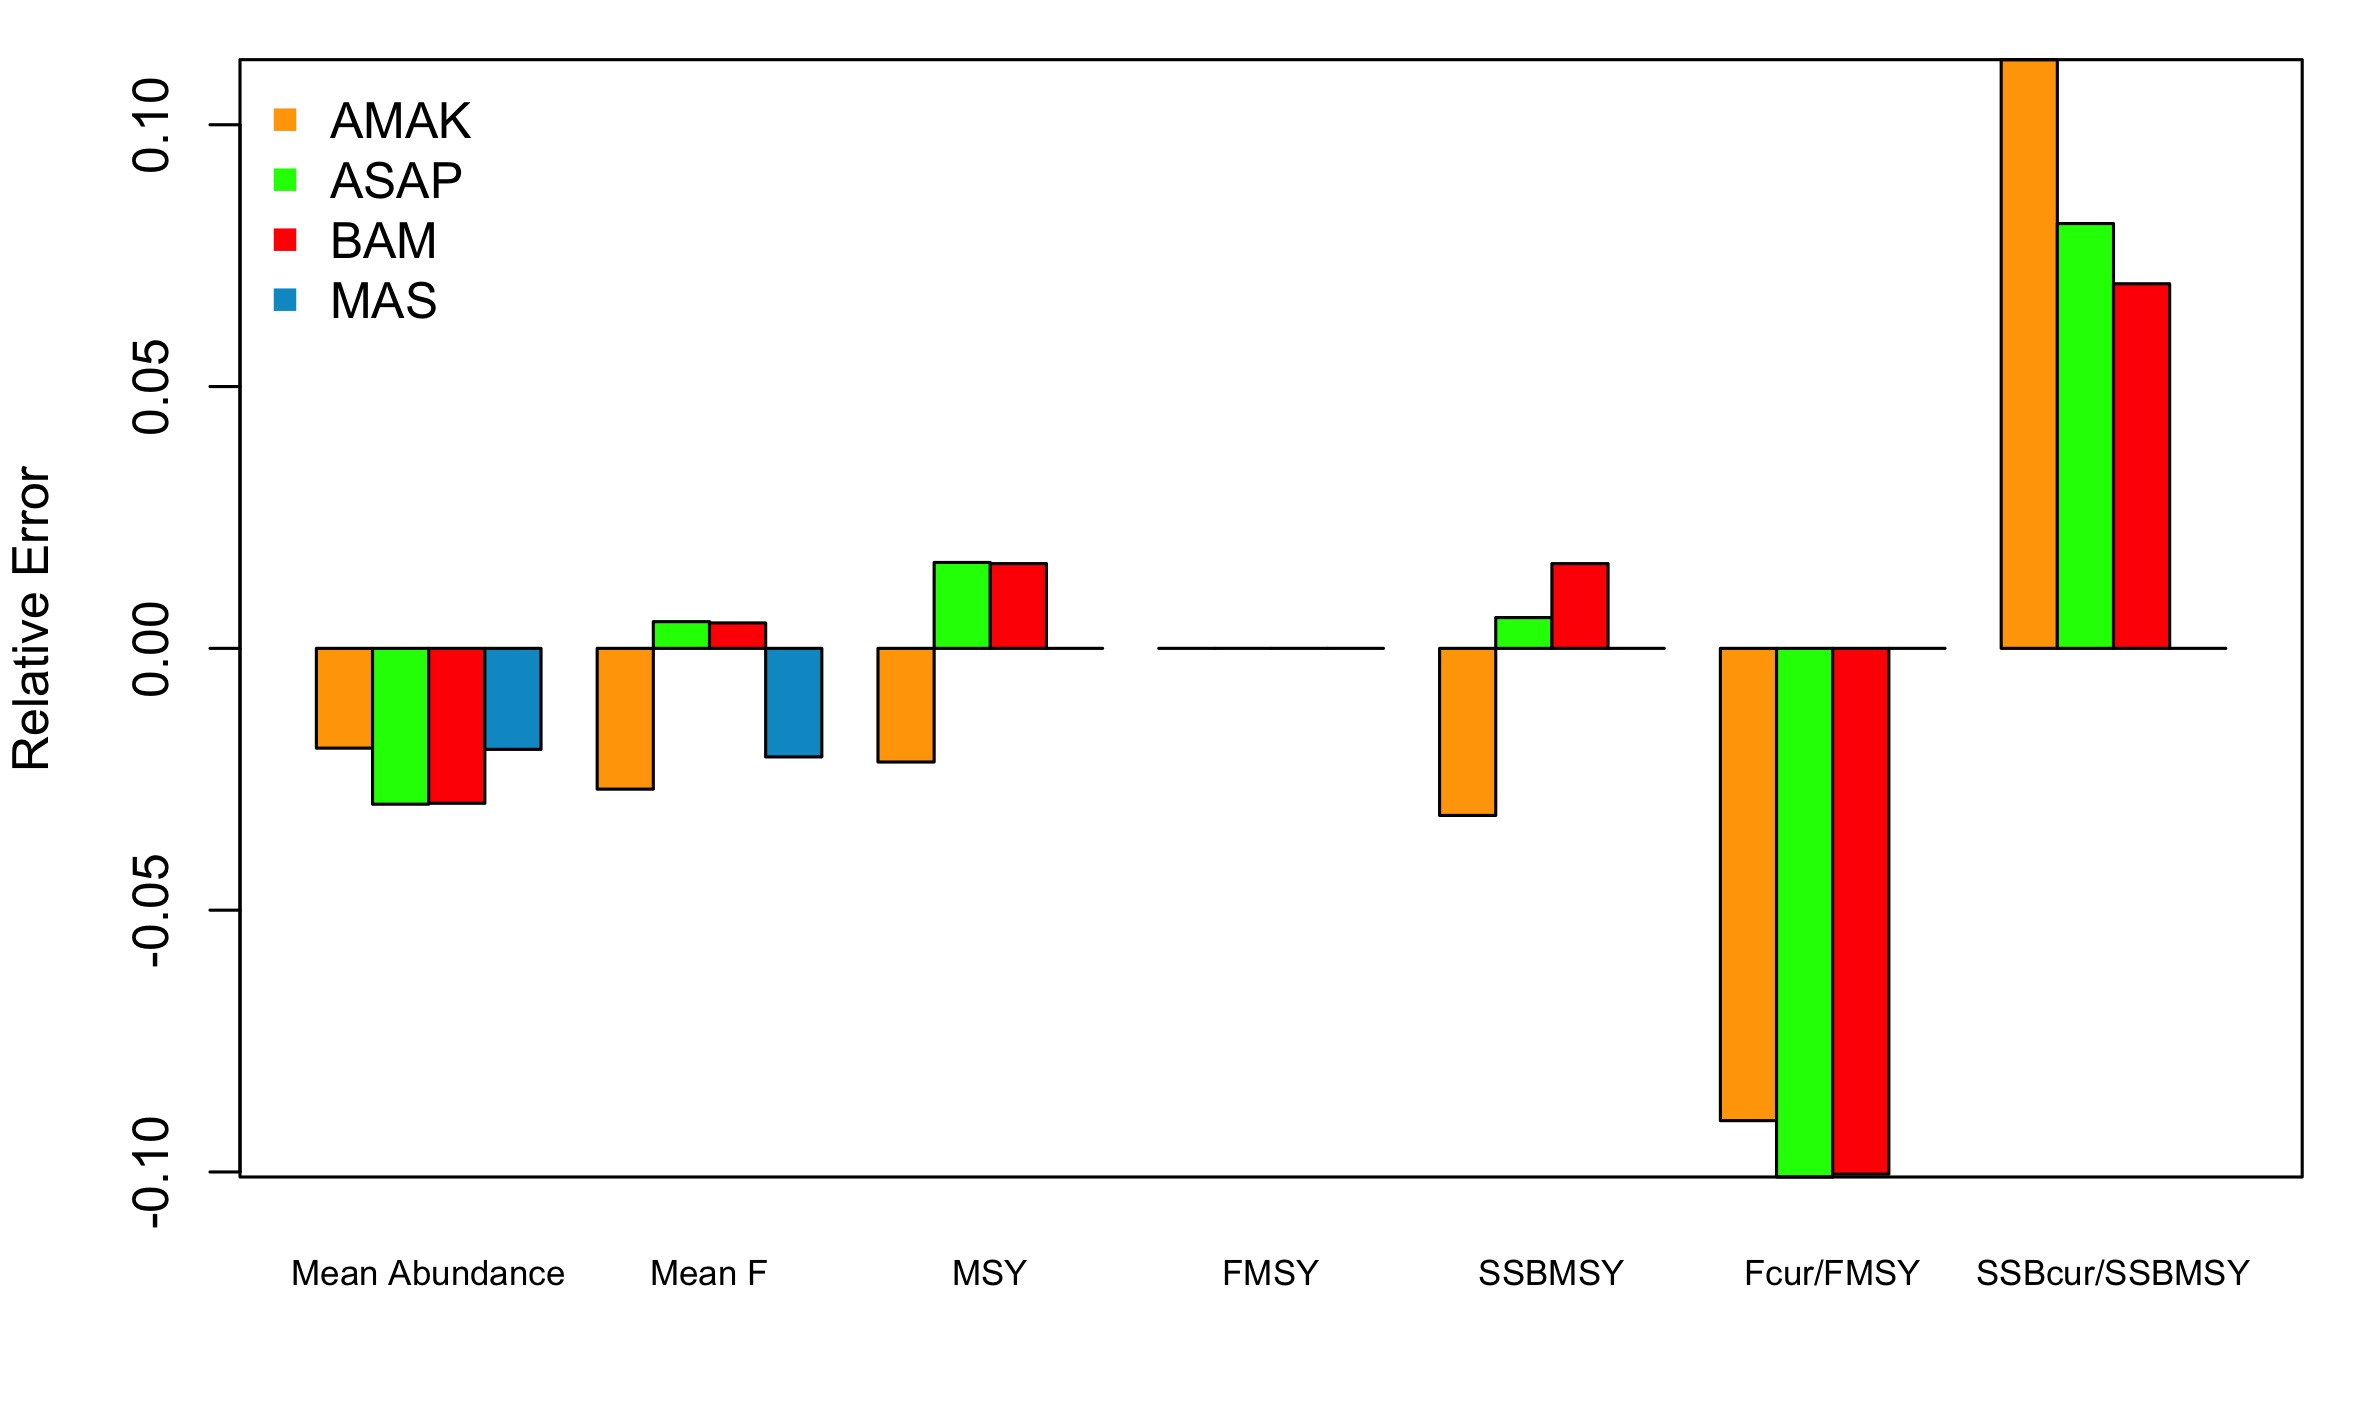 AMAK
ASAP
BAM
MAS
Relative Error
0.10
0.05
0.00
-0.05
-0.10
Mean Abundance Mean F MSY FMSY SSBMSY Fcur/FMSY SSBcur/SSBMSY